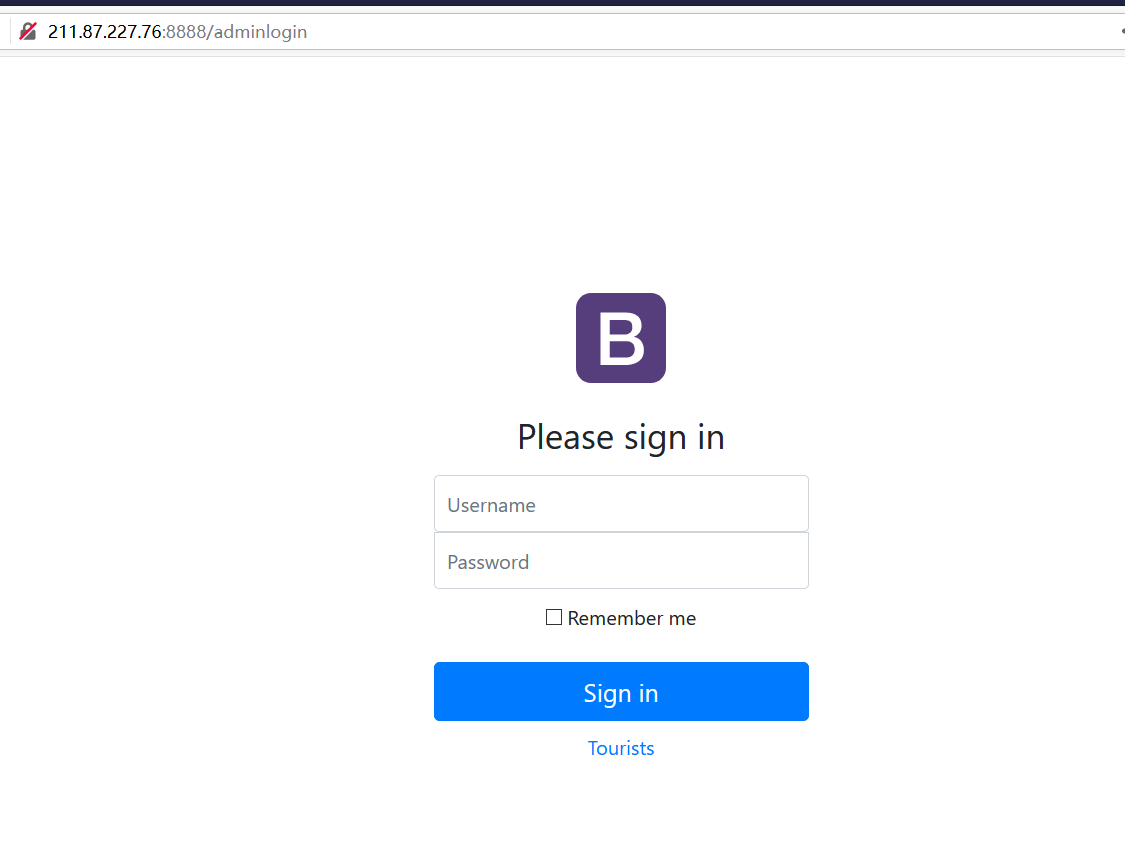 211.87.227.76:8888/adminlogin
B
Please sign in
Username
Password
Remember me
Sign in
Tourists